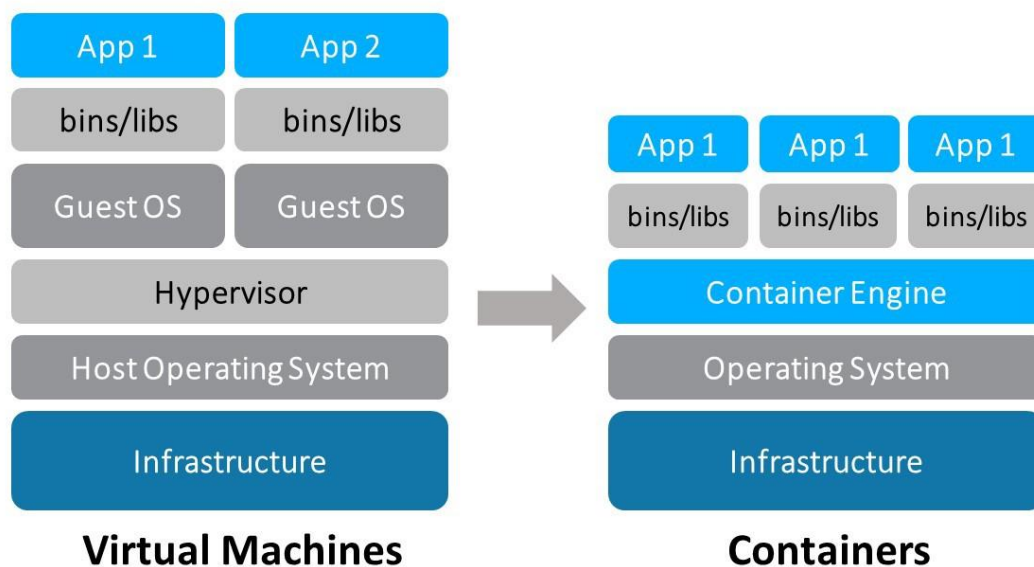 App 1
App 2
bins/libs
bins/libs
Guest OS
Guest OS
Hypervisor
Host Operating System
Infrastructure
Virtual Machines
App 1
App 1
App 1
bins/libs
bins/libs
bins/libs
Container Engine
Operating System
Infrastructure
Containers